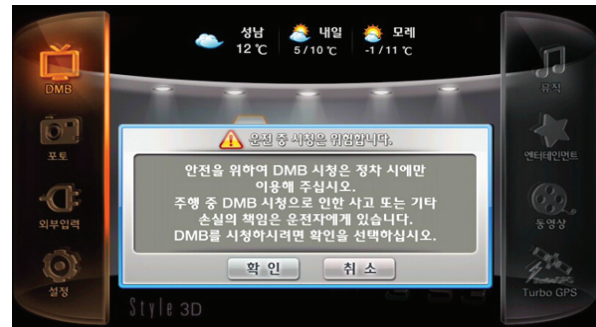 성남 내일 모레
12 ℃ 5/10 ℃ -1/11 ℃
DMB
뮤직
포토
엔터테인먼트
외부입력
동영상
설정
Turbo GPS
운전 중 시청은 위험합니다.
안전을 위하여 DMB 시청은 정차 시에만
이용해 주십시오.
주행 중 DMB 시청으로 인한 사고 또는 기타
손실의 책임은 운전자에게 있습니다.
DMB를 시청하시려면 확인을 선택하십시오.
확 인
취 소
Style 3D